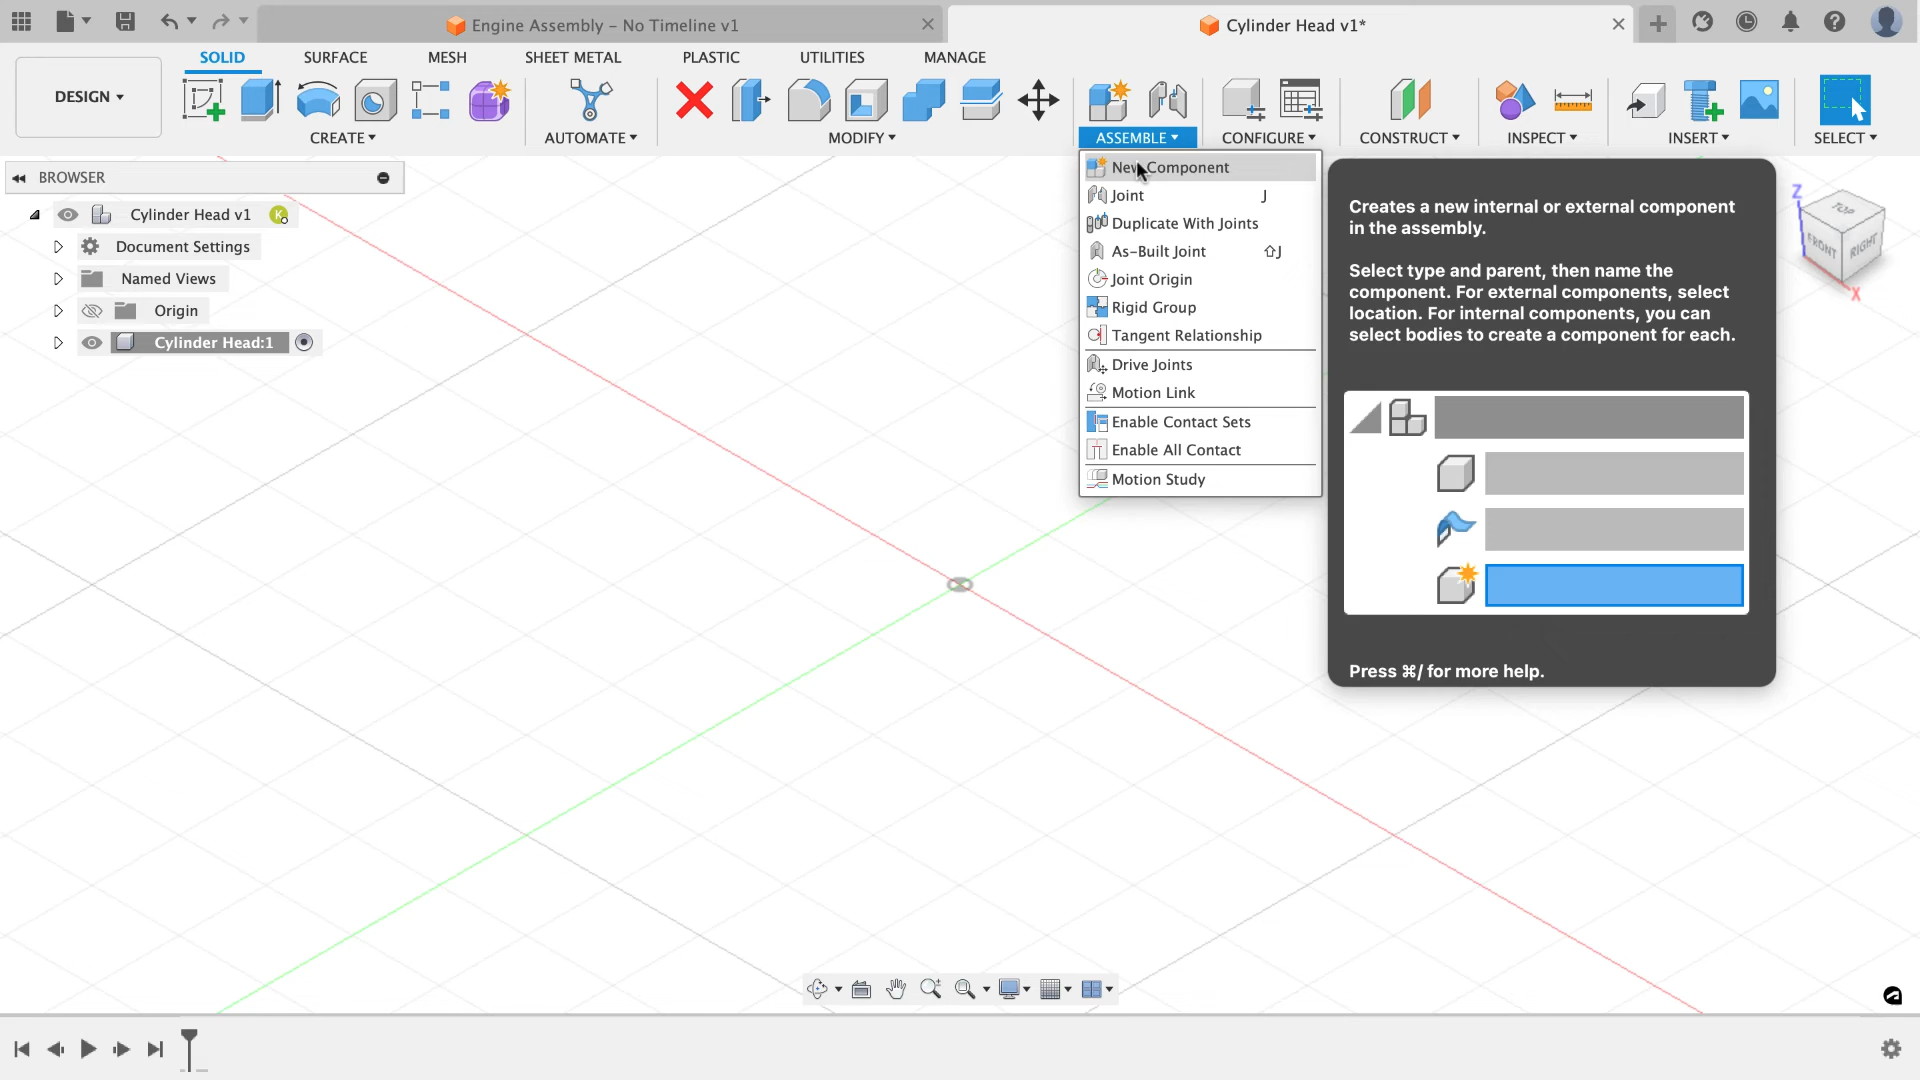 Engine Assembly – No Timeline v1
Cylinder Head v1*
DESIGN
SOLID
SURFACE
MESH
SHEET METAL
PLASTIC
UTILITIES
MANAGE
CREATE
AUTOMATE
MODIFY
ASSEMBLE
CONFIGURE
CONSTRUCT
INSPECT
INSERT
SELECT
BROWSER
Cylinder Head v1
K
Document Settings
Named Views
Origin
Cylinder Head:1
New Component
Joint J
Duplicate With Joints
As-Built Joint ⇧J
Joint Origin
Rigid Group
Tangent Relationship
Drive Joints
Motion Link
Enable Contact Sets
Enable All Contact
Motion Study
Creates a new internal or external component
in the assembly.
Select type and parent, then name the
component. For external components, select
location. For internal components, you can
select bodies to create a component for each.
Press ⌘/ for more help.
Z
TOP
FRONT
RIGHT
X